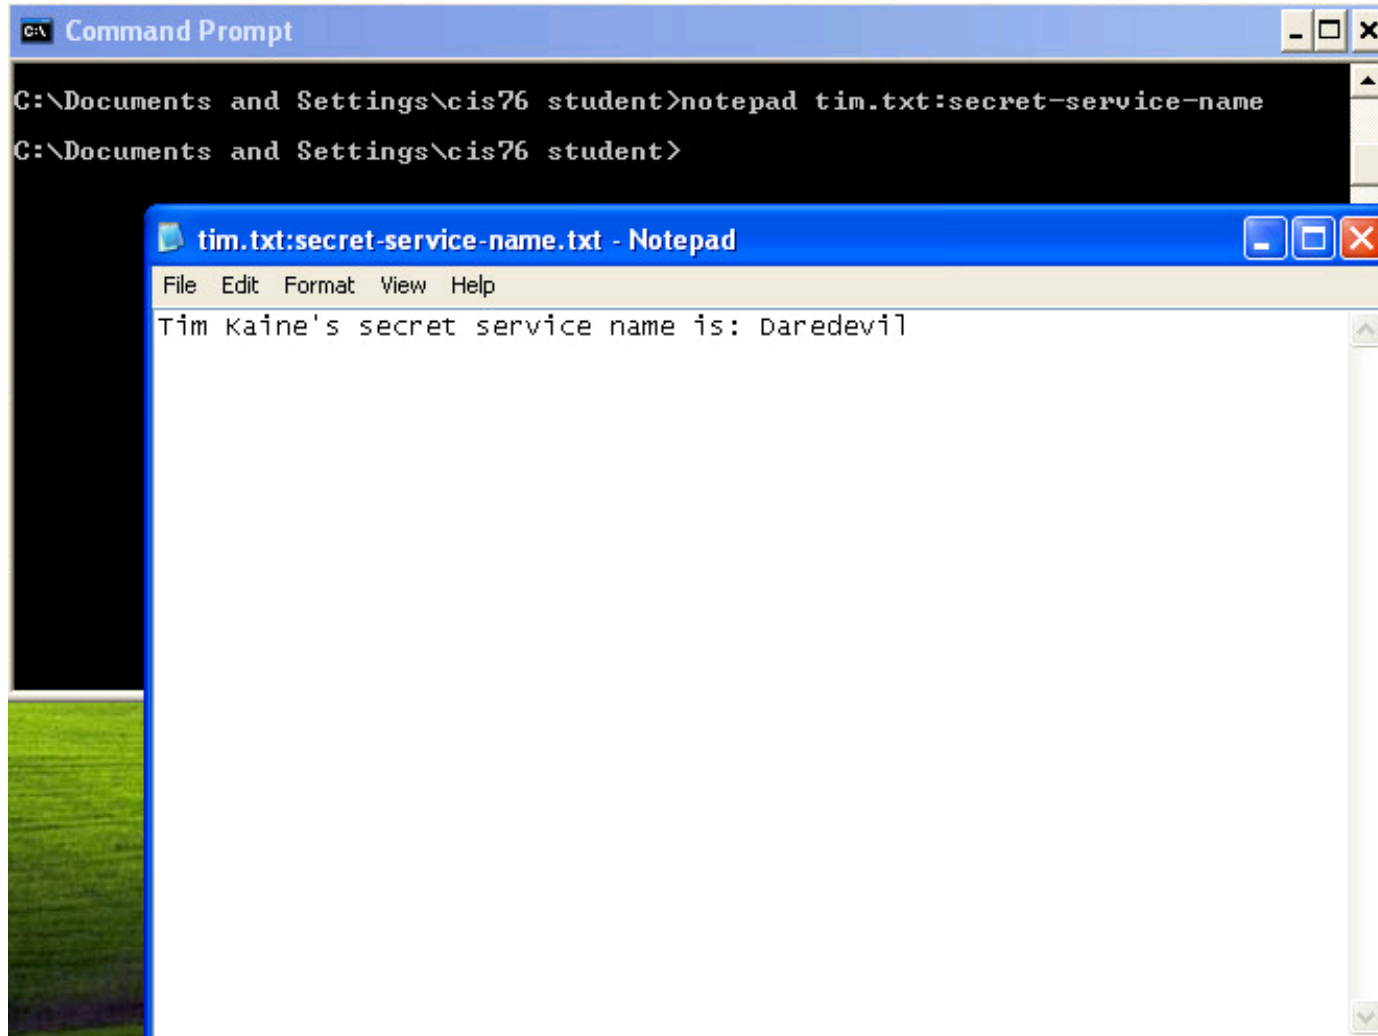 Command Prompt
C:\Documents and Settings\cis76 student>notepad tim.txt:secret-service-name
C:\Documents and Settings\cis76 student>
tim.txt:secret-service-name.txt - Notepad
File Edit Format View Help
Tim Kaine's secret service name is: Daredevil